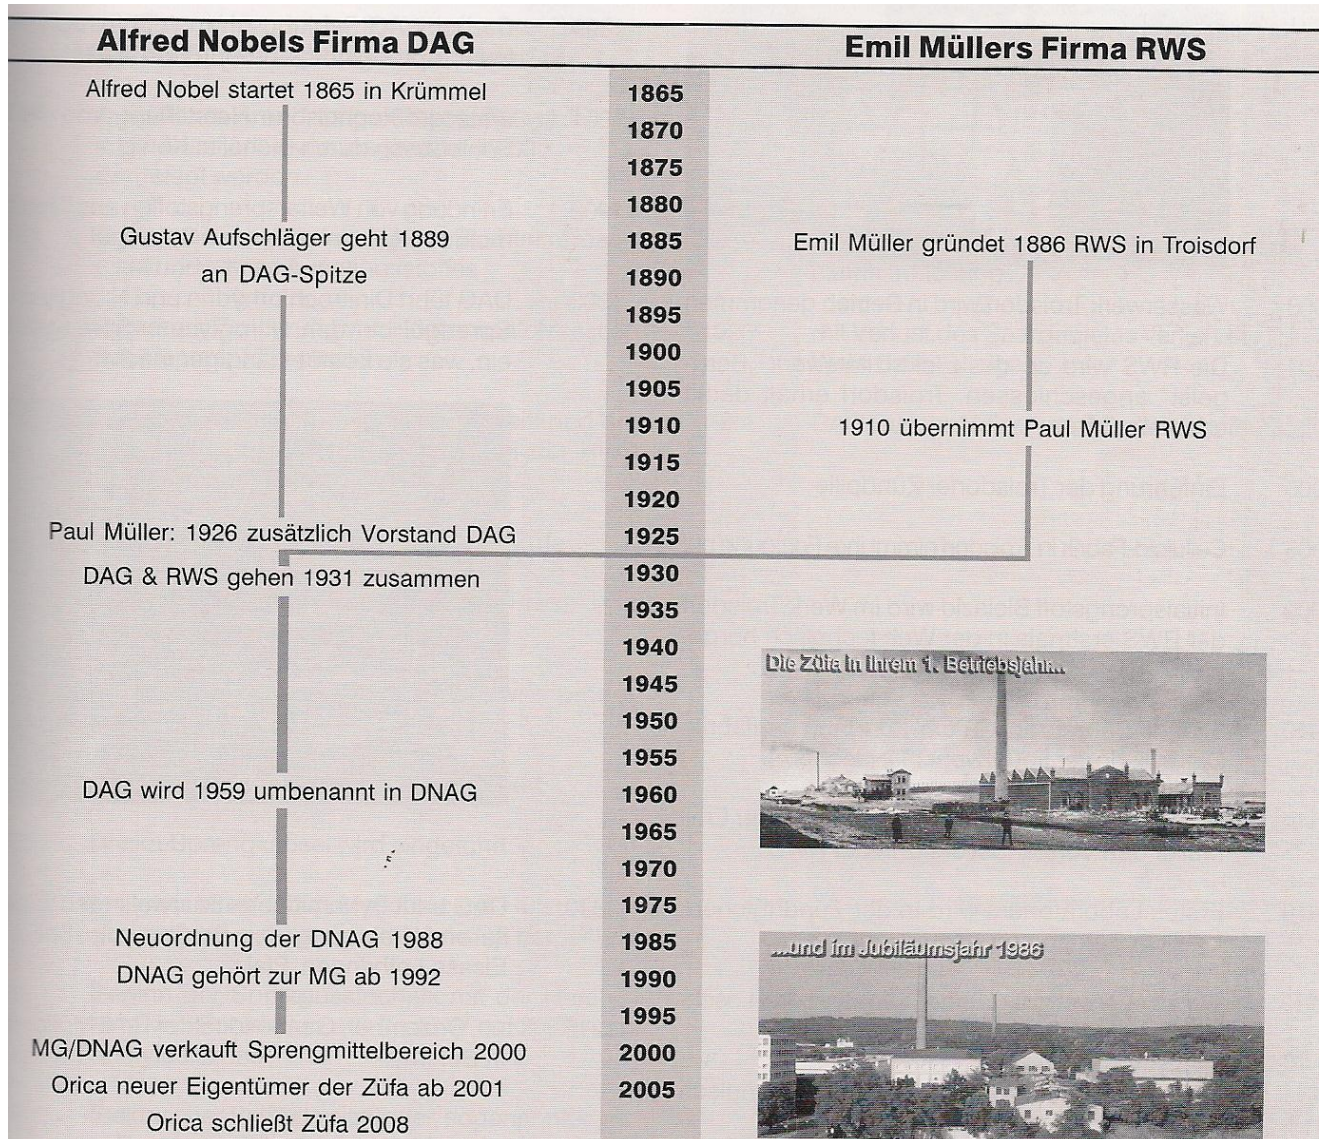 Alfred Nobels Firma DAG
Emil Müllers Firma RWS
Alfred Nobel startet 1865 in Krümmel
1865
1870
1875
1880
Gustav Aufschläger geht 1889
1885
Emil Müller gründet 1886 RWS in Troisdorf
an DAG-Spitze
1890
1895
1900
1905
1910
1910 übernimmt Paul Müller RWS
1915
1920
Paul Müller: 1926 zusätzlich Vorstand DAG
1925
DAG & RWS gehen 1931 zusammen
1930
1935
1940
Die Züfa in ihrem 1. Betriebsjahr...
1945
1950
1955
DAG wird 1959 umbenannt in DNAG
1960
1965
1970
1975
Neuordnung der DNAG 1988
1985
...und im Jubiläumsjahr 1986
DNAG gehört zur MG ab 1992
1990
1995
MG/DNAG verkauft Sprengmittelbereich 2000
2000
Orica neuer Eigentümer der Züfa ab 2001
2005
Orica schließt Züfa 2008